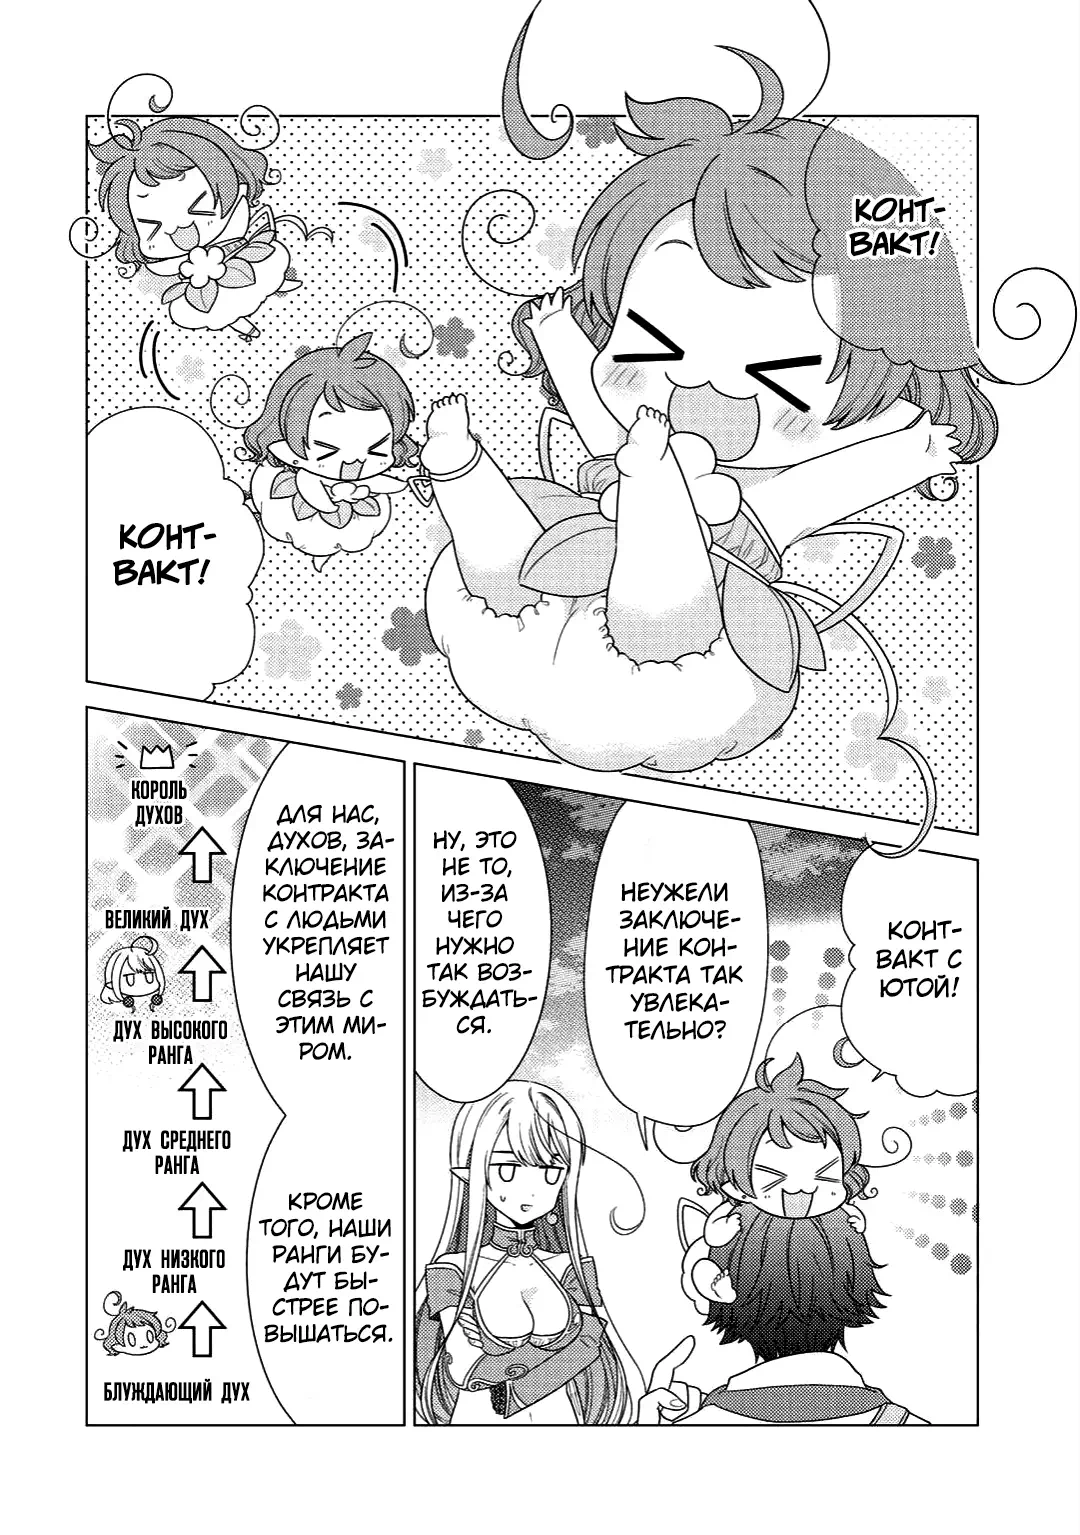 КОНТ-
ВАКТ!
КОНТ-
ВАКТ!
КОНТ-
ВАКТ С
ЮТОЙ!
НЕУЖЕЛИ
ЗАКЛЮЧЕ-
НИЕ КОН-
ТРАКТА ТАК
УВЛЕКА-
ТЕЛЬНО?
НУ, ЭТО
НЕ ТО,
ИЗ-ЗА
ЧЕГО
НУЖНО
ТАК ВОЗ-
БУЖДАТЬ-
СЯ.
ДЛЯ НАС,
ДУХОВ, ЗА-
КЛЮЧЕНИЕ
КОНТРАКТА
С ЛЮДЬМИ
УКРЕПЛЯЕТ
НАШУ
СВЯЗЬ С
ЭТИМ МИ-
РОМ.
КРОМЕ
ТОГО, НАШИ
РАНГИ БУ-
ДУТ БЫ-
СТРЕЕ ПО-
ВЫШАТЬСЯ.
КОРОЛЬ
ДУХОВ
ВЕЛИКИЙ ДУХ
ДУХ ВЫСОКОГО
РАНГА
ДУХ СРЕДНЕГО
РАНГА
ДУХ НИЗКОГО
РАНГА
БЛУЖДАЮЩИЙ ДУХ